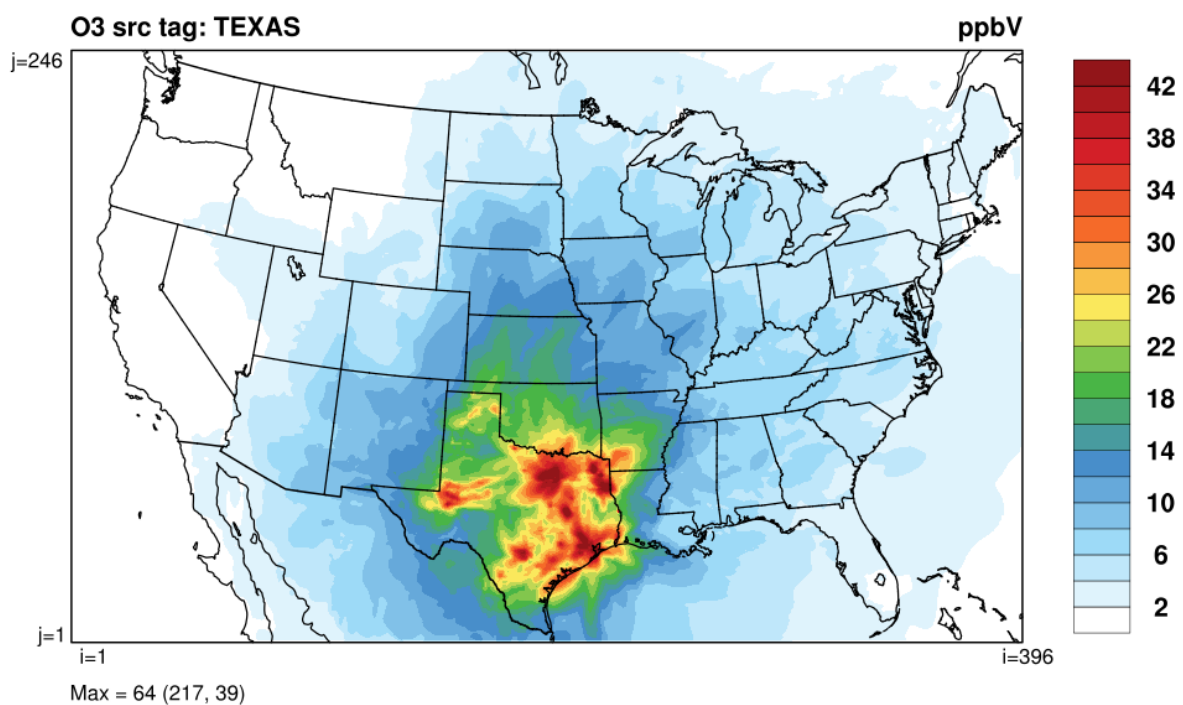 O3 src tag: TEXAS ppbV
j=246
42
38
34
30
26
22
18
14
10
6
2
j=1
i=1 i=396
Max = 64 (217, 39)